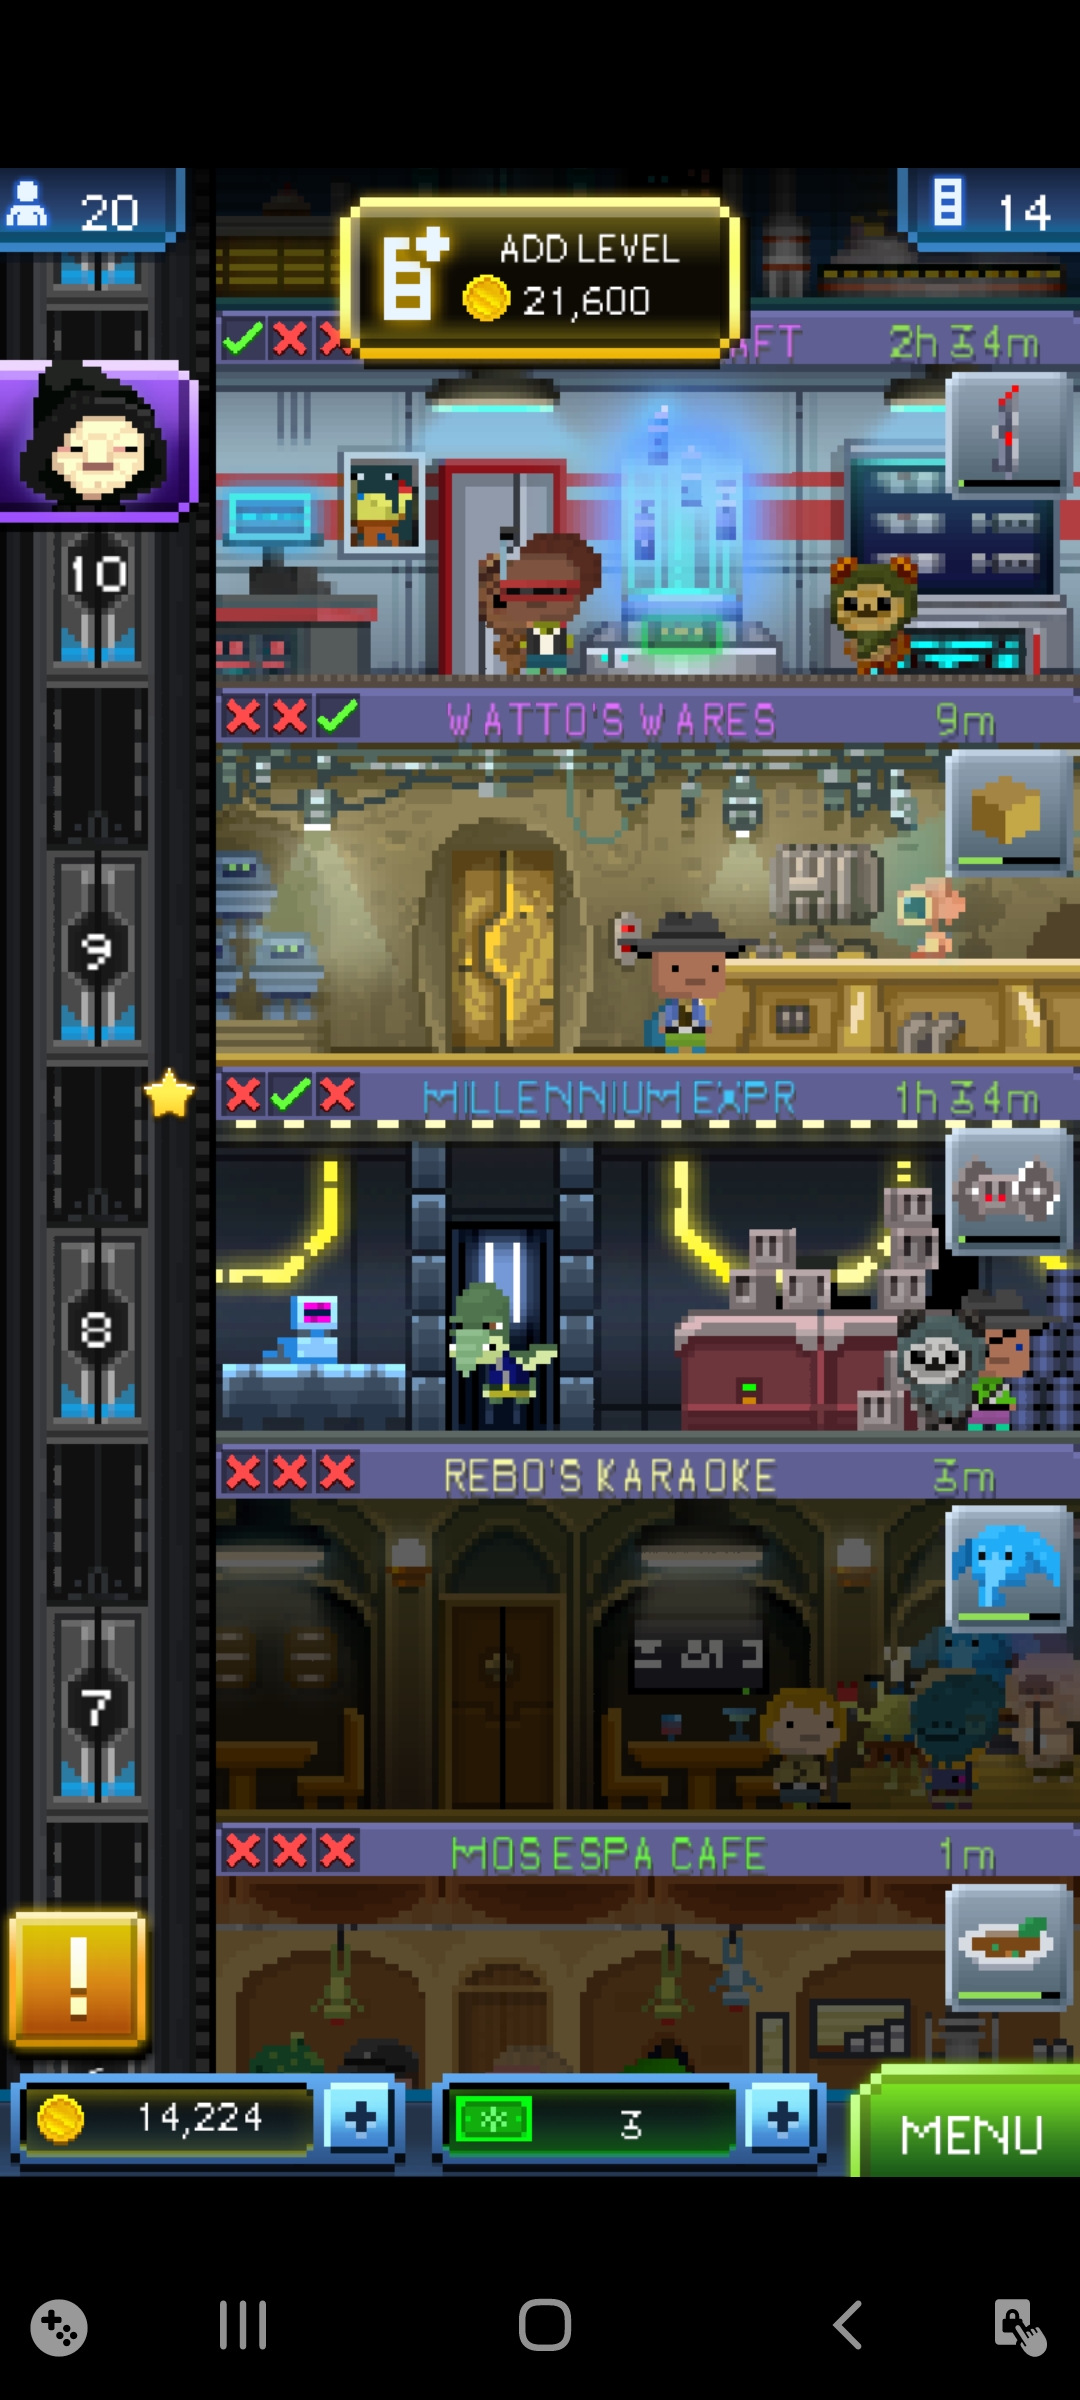 20
ADD LEVEL
21,600
14
AFT
2h 34m
10
WATTO'S WARES
9m
9
MILLENNIUM EXPR
1h 34m
8
REBO'S KARAOKE
3m
7
MOS ESPA CAFE
1m
!
14,224
+
3
+
MENU